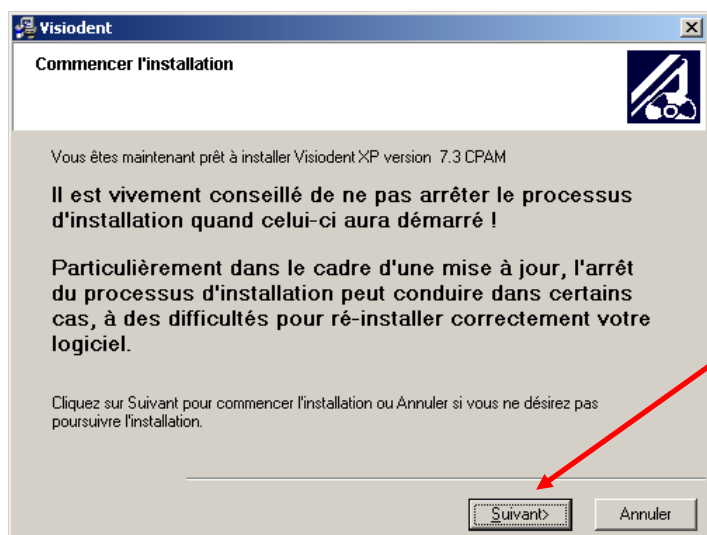 Visiodent
Commencer l'installation
Vous êtes maintenant prêt à installer Visiodent XP version 7.3 CPAM
Il est vivement conseillé de ne pas arrêter le processus
d'installation quand celui-ci aura démarré !
Particulièrement dans le cadre d'une mise à jour, l'arrêt
du processus d'installation peut conduire dans certains
cas, à des difficultés pour ré-installer correctement votre
logiciel.
Cliquez sur Suivant pour commencer l'installation ou Annuler si vous ne désirez pas
poursuivre l'installation.
Suivant> Annuler